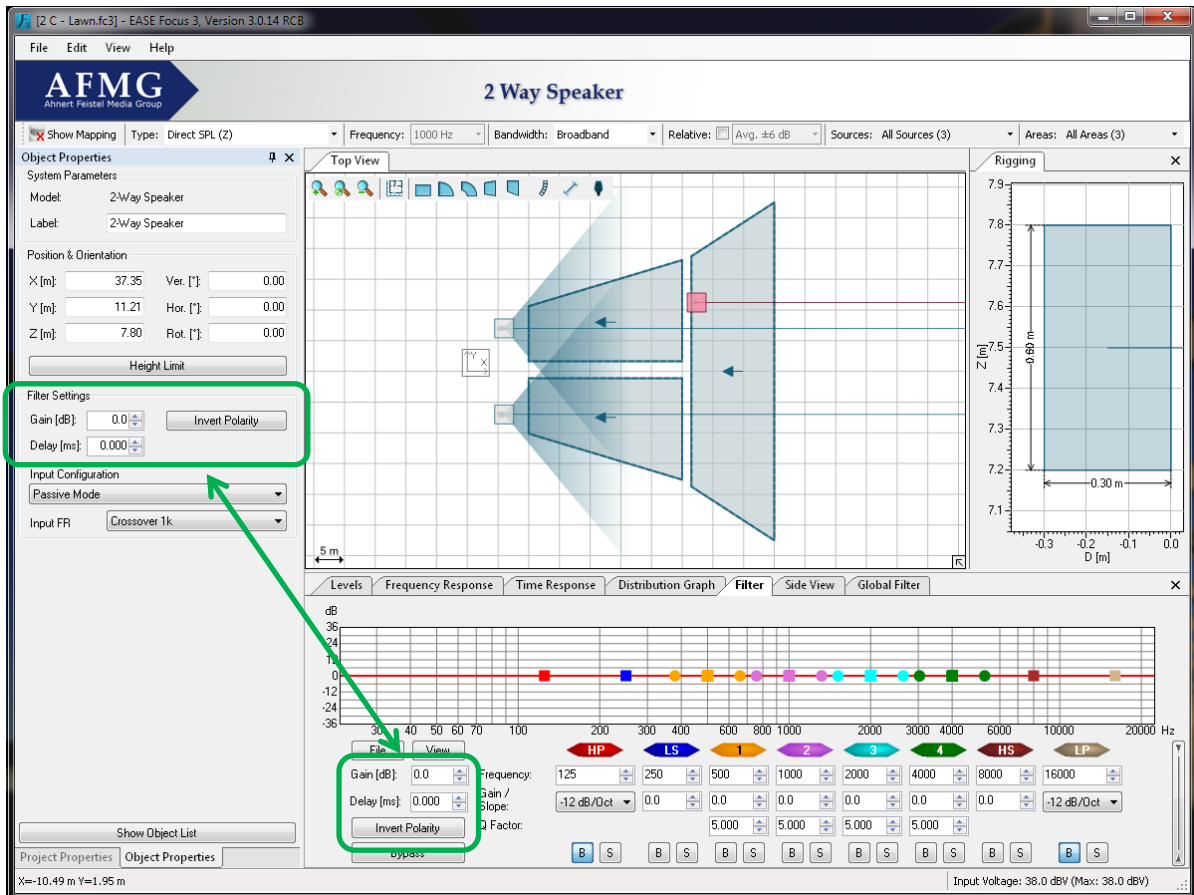 [2 C - Lawn.fc3] - EASE Focus 3, Version 3.0.14 RCB
File Edit View Help
AFMG
Ahnert Feistel Media Group
2 Way Speaker
Show Mapping Type: Direct SPL (Z) Frequency: 1000 Hz Bandwidth: Broadband Relative: Avg. ±6 dB Sources: All Sources (3) Areas: All Areas (3)
Object Properties
System Parameters
Model: 2-Way Speaker
Label: 2-Way Speaker
Position & Orientation
X [m]: 37.35 Ver. [°]: 0.00
Y [m]: 11.21 Hor. [°]: 0.00
Z [m]: 7.80 Rot. [°]: 0.00
Height Limit
Filter Settings
Gain [dB]: 0.0 Invert Polarity
Delay [ms]: 0.000
Input Configuration
Passive Mode
Input FR Crossover 1k
Show Object List
Project Properties Object Properties
Top View
Y
X
5 m
Rigging
7.9
7.8
7.7
7.6
7.5
7.4
7.3
7.2
7.1
Z [m]
0.60 m
0.30 m
-0.3 -0.2 -0.1 0.0
D [m]
Levels Frequency Response Time Response Distribution Graph Filter Side View Global Filter
dB
36
24
12
0
-12
-24
-36
30 40 50 60 70 100 200 300 400 600 800 1000 2000 3000 4000 6000 10000 20000 Hz
File View
HP LS 1 2 3 4 HS LP
Gain [dB]: 0.0 Frequency: 125 250 500 1000 2000 4000 8000 16000
Delay [ms]: 0.000 Gain / Slope: -12 dB/Oct 0.0 0.0 0.0 0.0 0.0 0.0 -12 dB/Oct
Invert Polarity Q Factor: 5.000 5.000 5.000 5.000
Bypass B S B S B S B S B S B S B S B S
X=-10.49 m Y=1.95 m
Input Voltage: 38.0 dBV (Max: 38.0 dBV)